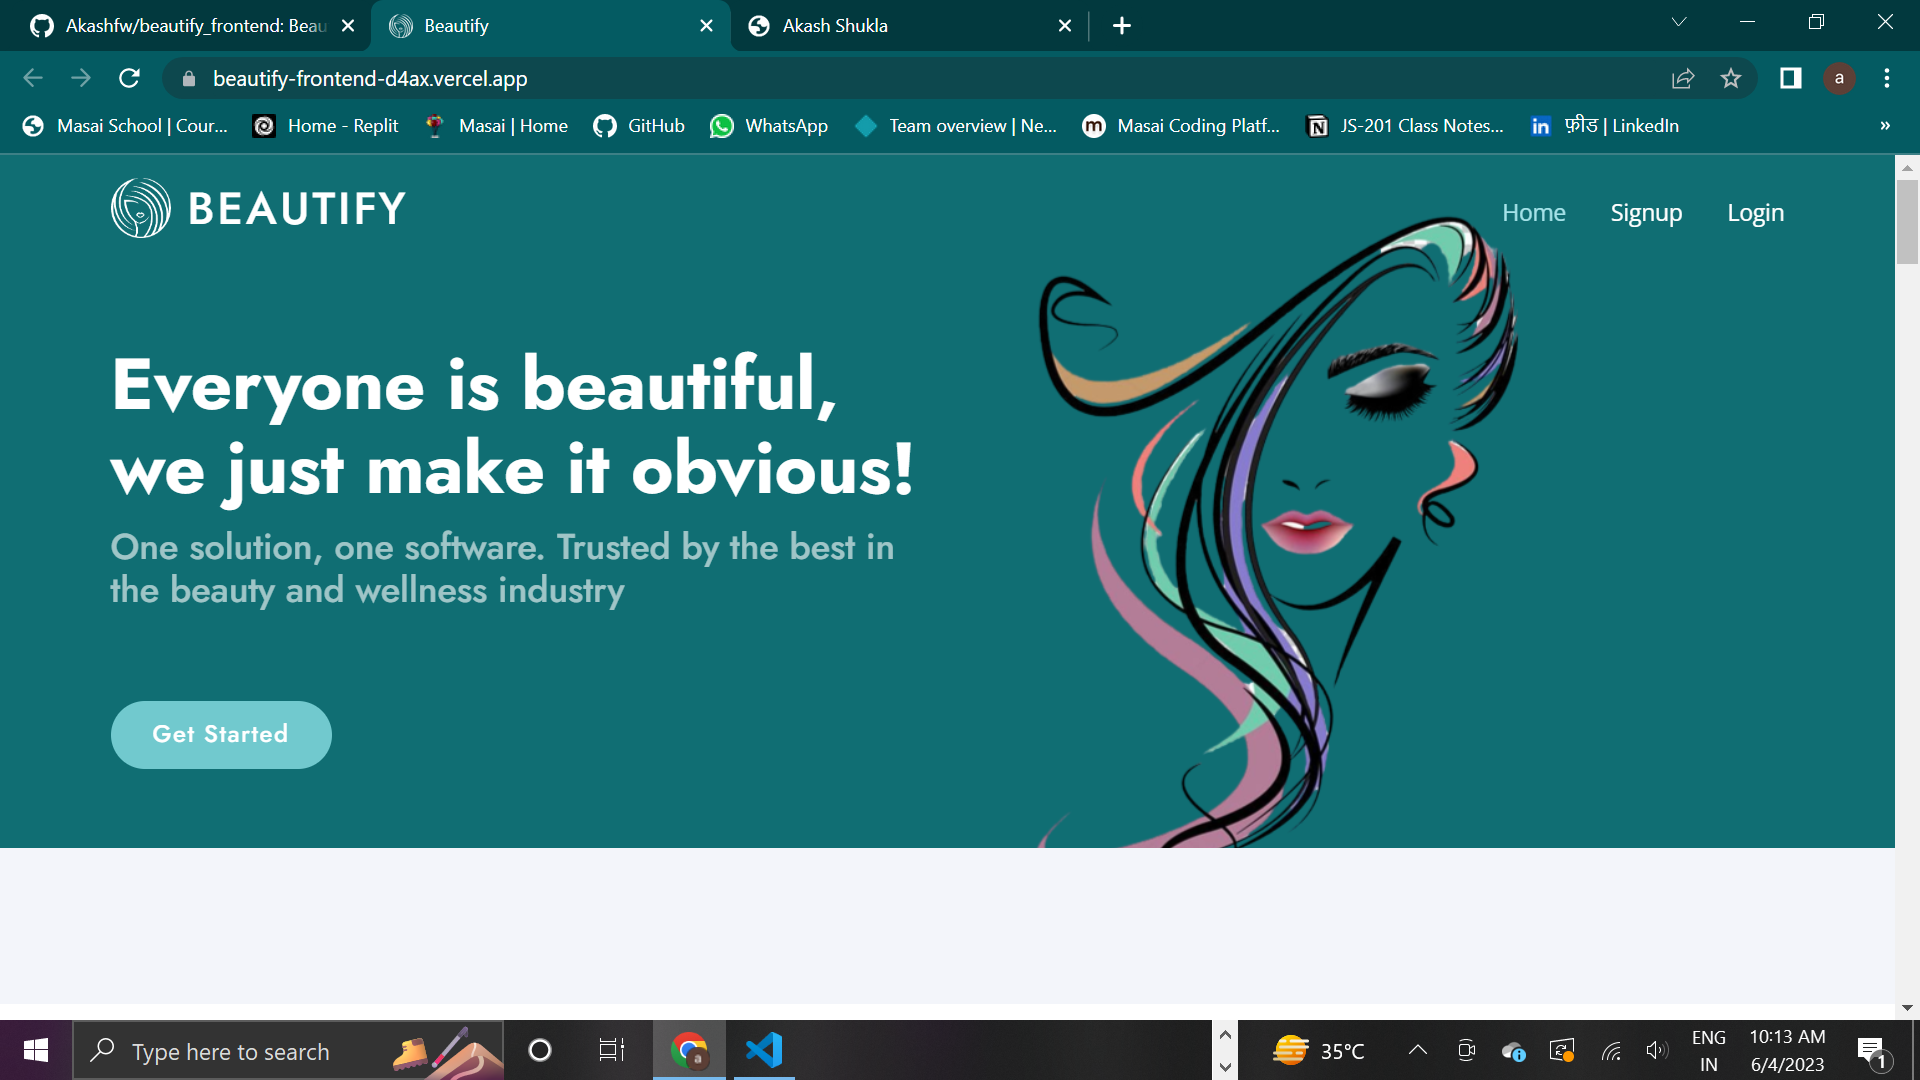 Akashfw/beautify_frontend: Beau
Beautify
Akash Shukla
beautify-frontend-d4ax.vercel.app
a
Masai School | Cour...
Home - Replit
Masai | Home
GitHub
WhatsApp
Team overview | Ne...
m
Masai Coding Platf...
JS-201 Class Notes...
in
फ़ीड | LinkedIn
»
BEAUTIFY
Home
Signup
Login
Everyone is beautiful,
we just make it obvious!
One solution, one software. Trusted by the best in
the beauty and wellness industry
Get Started
Type here to search
a
35°C
ENG
IN
10:13 AM
6/4/2023
1